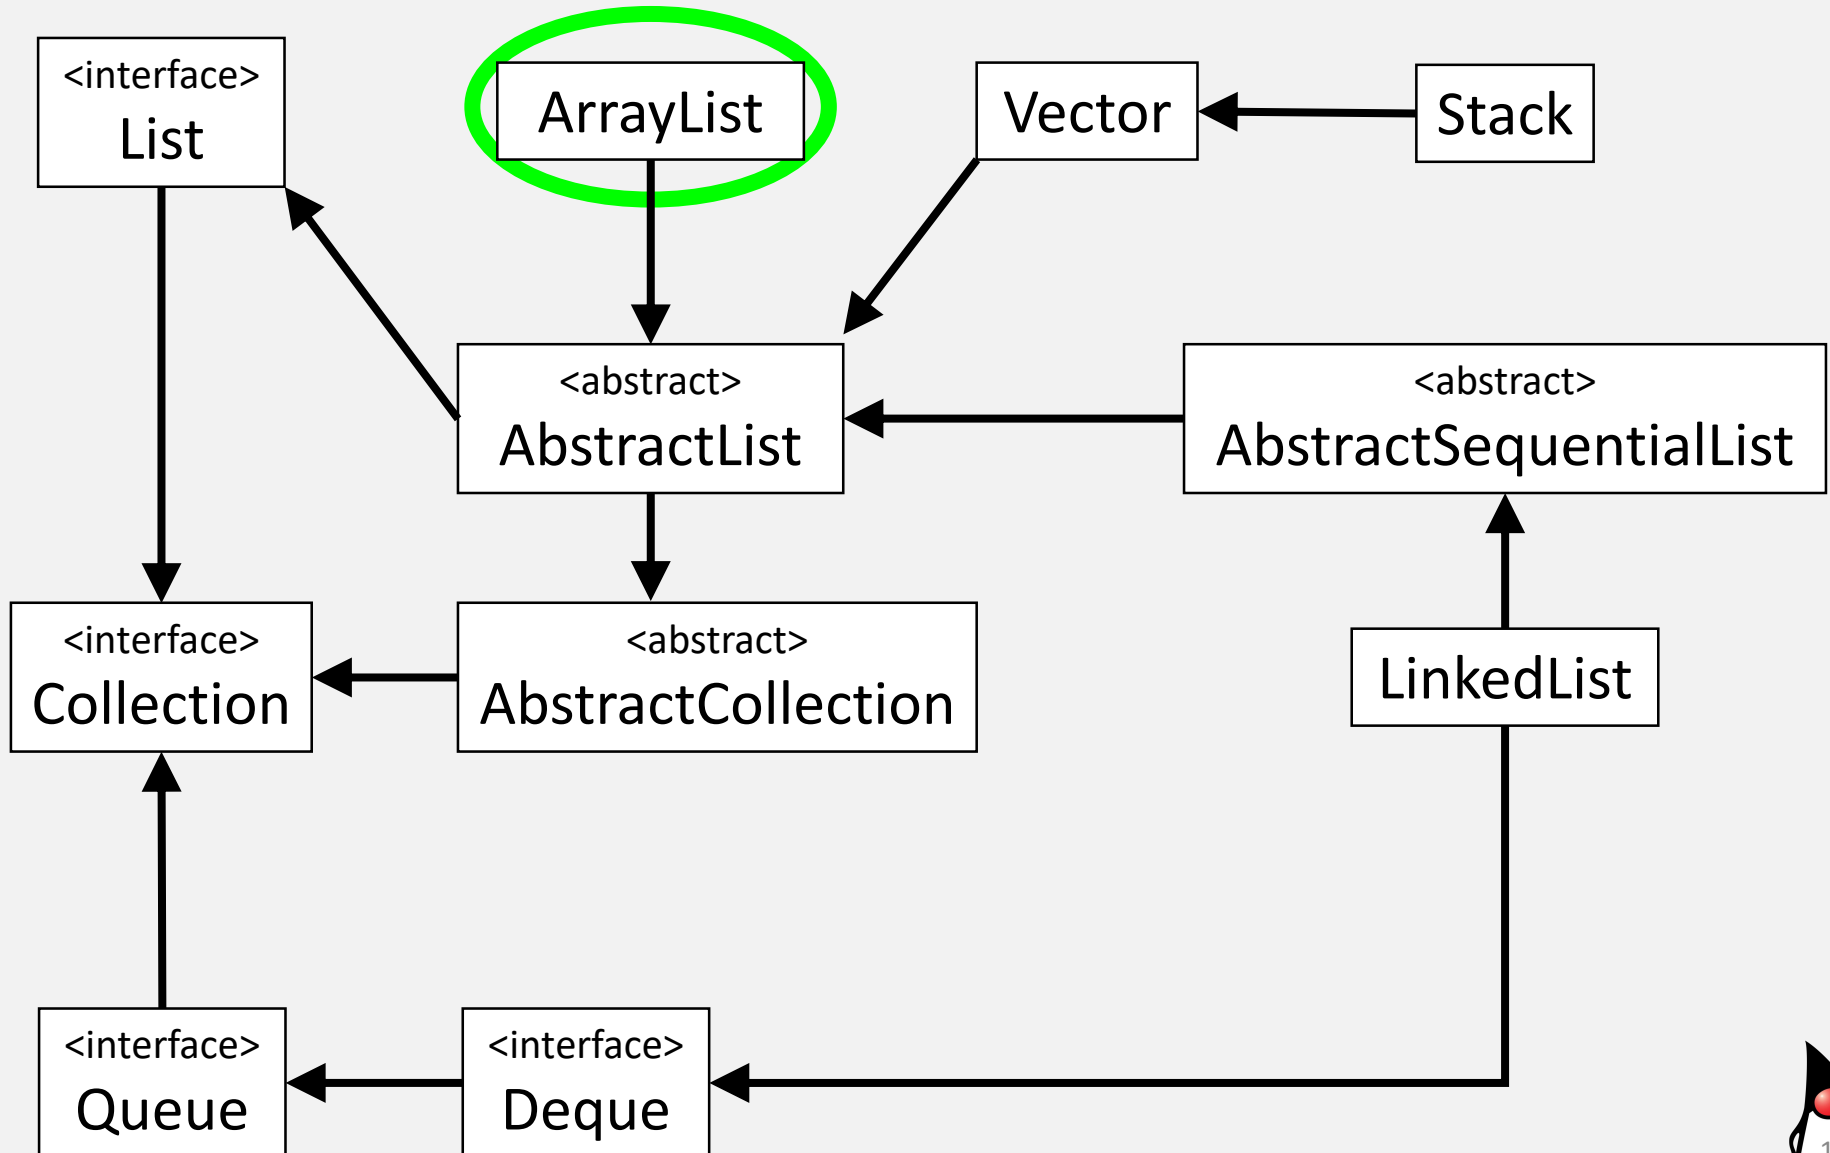 <interface>
List
ArrayList
Vector
Stack
<abstract>
AbstractList
<abstract>
AbstractSequentialList
<interface>
Collection
<abstract>
AbstractCollection
LinkedList
<interface>
Queue
<interface>
Deque